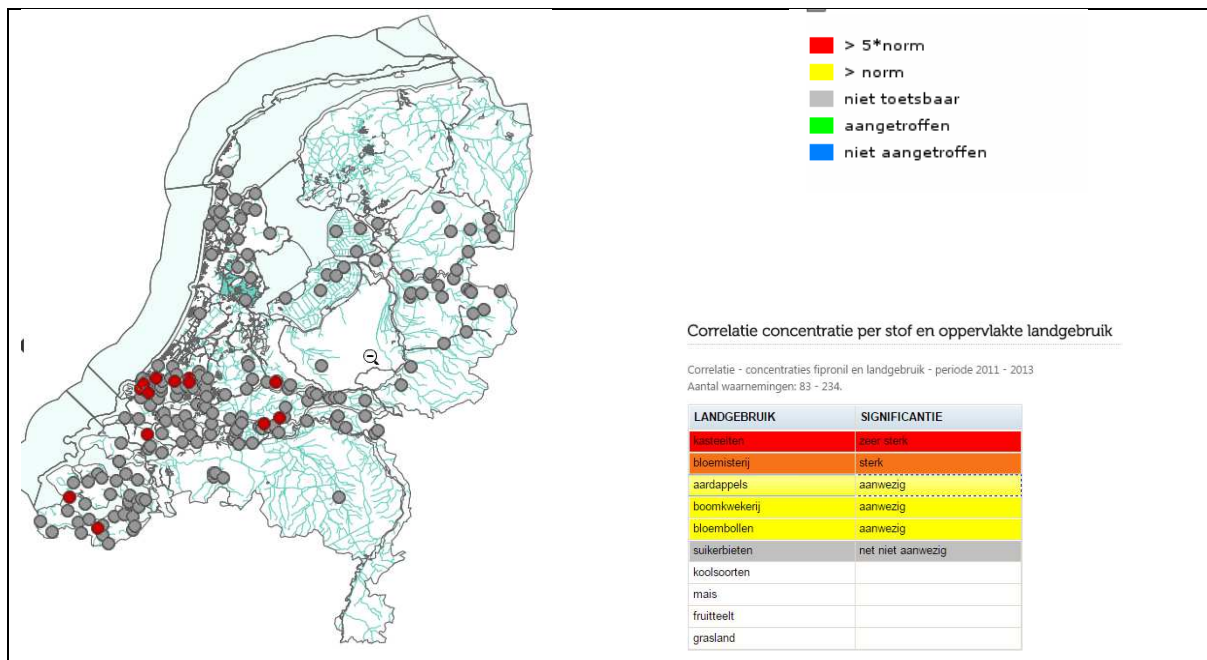 > 5*norm
> norm
niet toetsbaar
aangetroffen
niet aangetroffen
Correlatie concentratie per stof en oppervlakte landgebruik
Correlatie - concentraties fipronil en landgebruik - periode 2011 - 2013
Aantal waarnemingen: 83 - 234.
LANDGEBRUIK SIGNIFICANTIE
kasteelten zeer sterk
bloemisterij sterk
aardappels aanwezig
boomkwekerij aanwezig
bloembollen aanwezig
suikerbieten net niet aanwezig
koolsoorten
mais
fruitteelt
grasland